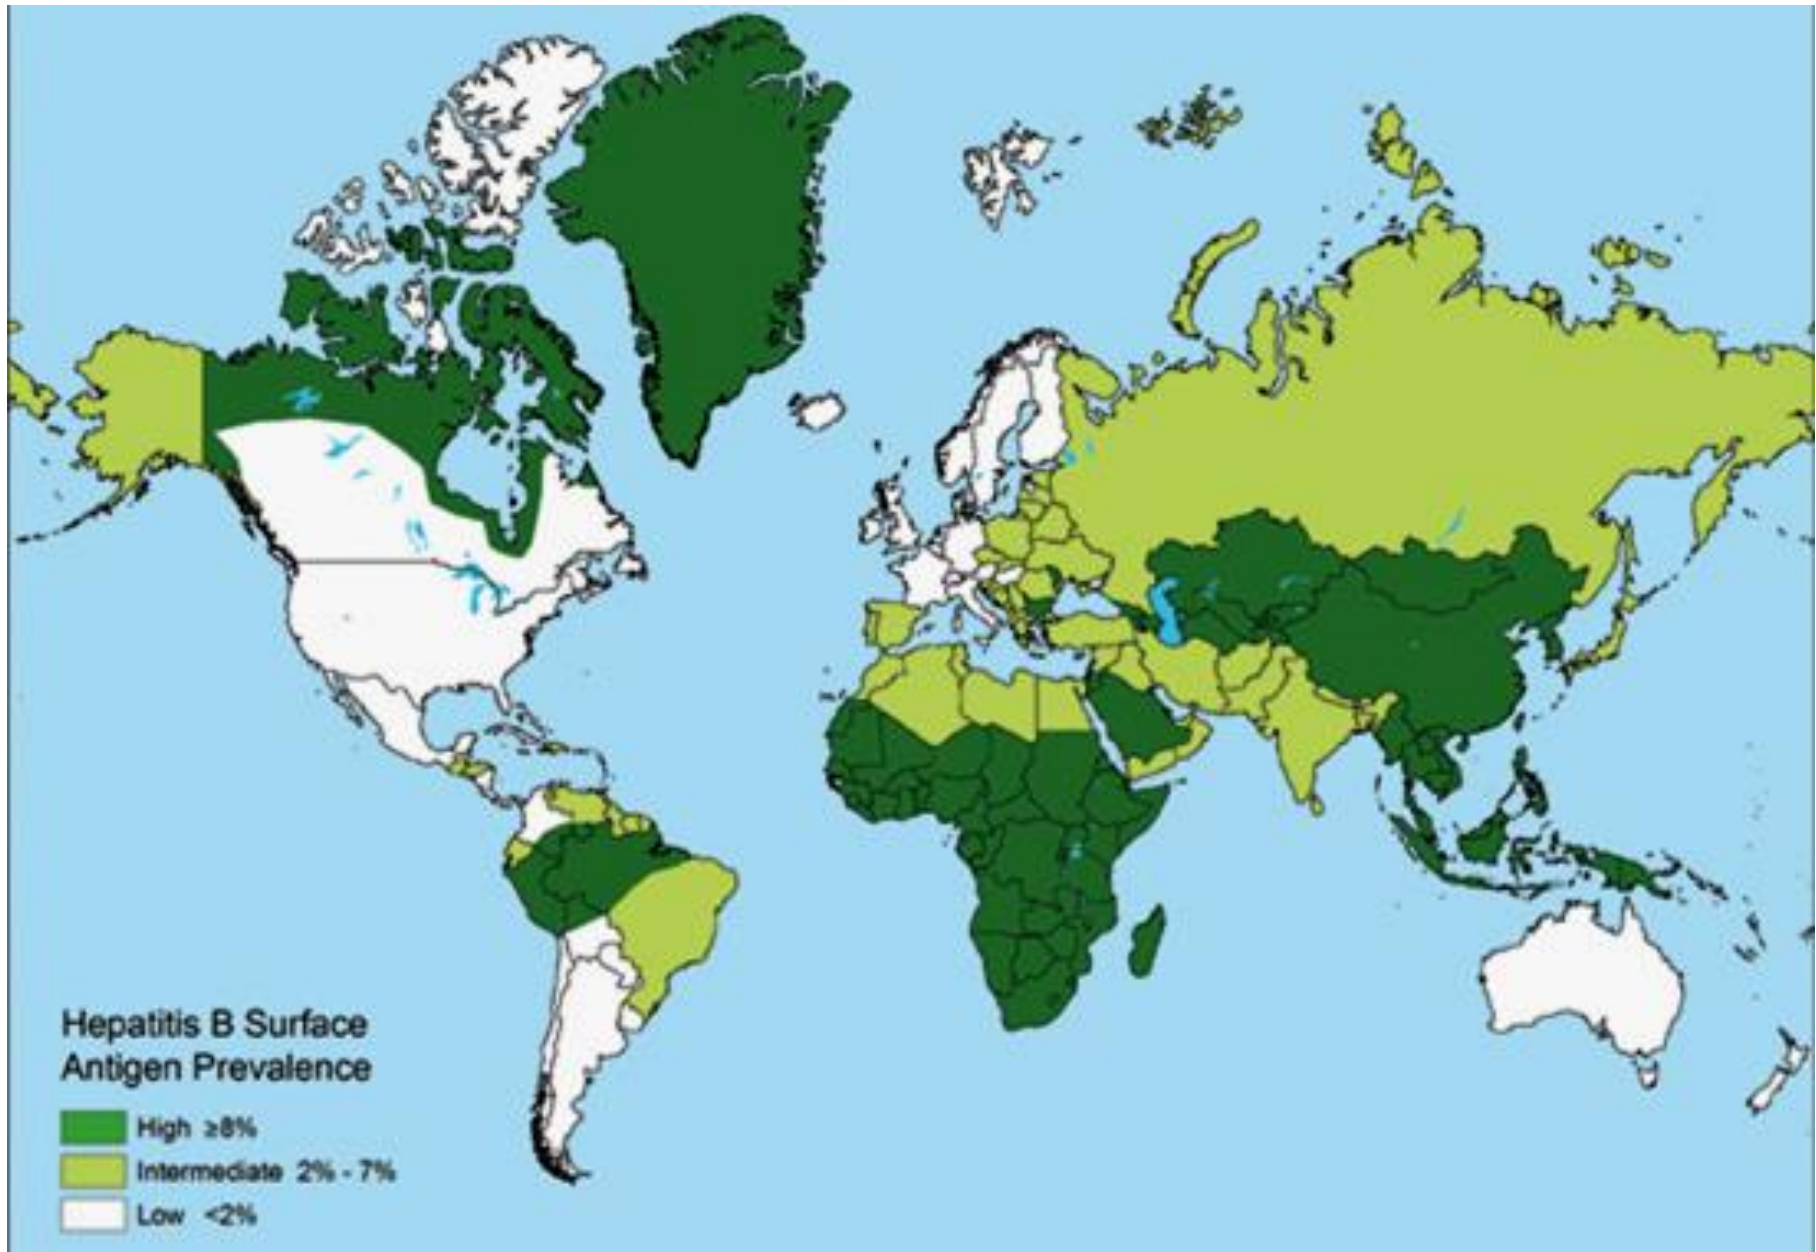 Hepatitis B Surface
Antigen Prevalence
High ≥8%
Intermediate 2% - 7%
Low <2%